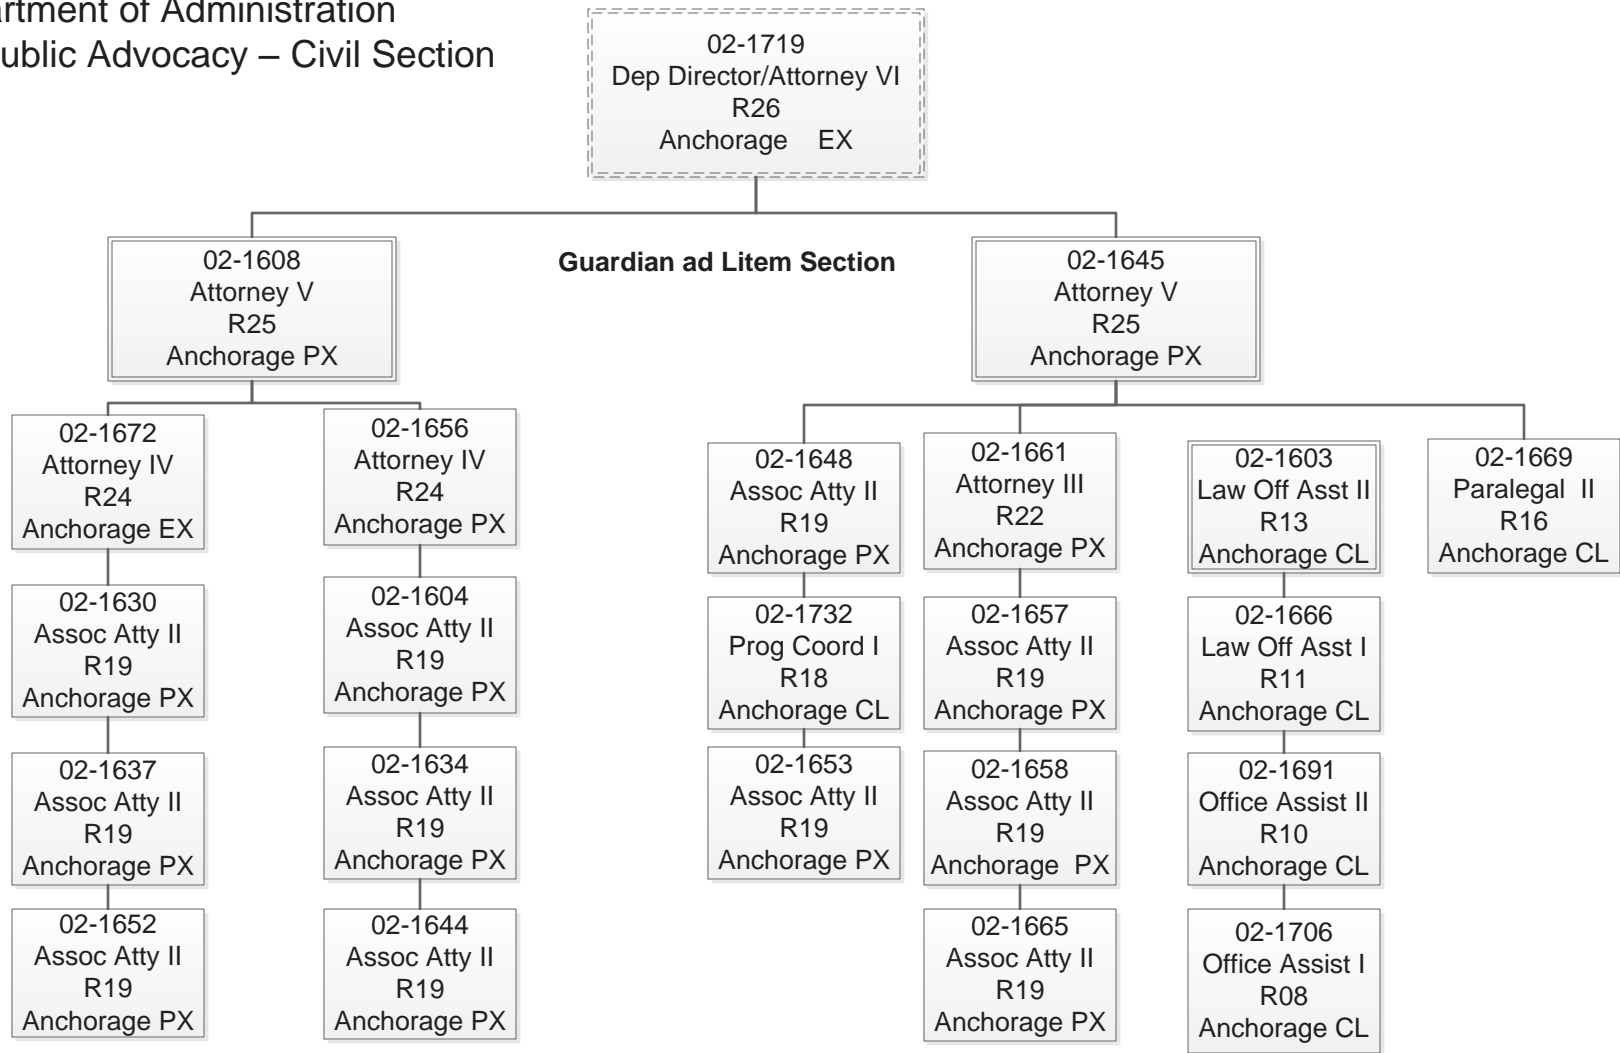 Department of Administration
Public Advocacy – Civil Section
02-1719
Dep Director/Attorney VI
R26
Anchorage EX
Guardian ad Litem Section
02-1608
Attorney V
R25
Anchorage PX
02-1645
Attorney V
R25
Anchorage PX
02-1672
Attorney IV
R24
Anchorage EX
02-1656
Attorney IV
R24
Anchorage PX
02-1648
Assoc Atty II
R19
Anchorage PX
02-1661
Attorney III
R22
Anchorage PX
02-1603
Law Off Asst II
R13
Anchorage CL
02-1669
Paralegal II
R16
Anchorage CL
02-1630
Assoc Atty II
R19
Anchorage PX
02-1604
Assoc Atty II
R19
Anchorage PX
02-1732
Prog Coord I
R18
Anchorage CL
02-1657
Assoc Atty II
R19
Anchorage PX
02-1666
Law Off Asst I
R11
Anchorage CL
02-1637
Assoc Atty II
R19
Anchorage PX
02-1634
Assoc Atty II
R19
Anchorage PX
02-1653
Assoc Atty II
R19
Anchorage PX
02-1658
Assoc Atty II
R19
Anchorage PX
02-1691
Office Assist II
R10
Anchorage CL
02-1652
Assoc Atty II
R19
Anchorage PX
02-1644
Assoc Atty II
R19
Anchorage PX
02-1665
Assoc Atty II
R19
Anchorage PX
02-1706
Office Assist I
R08
Anchorage CL